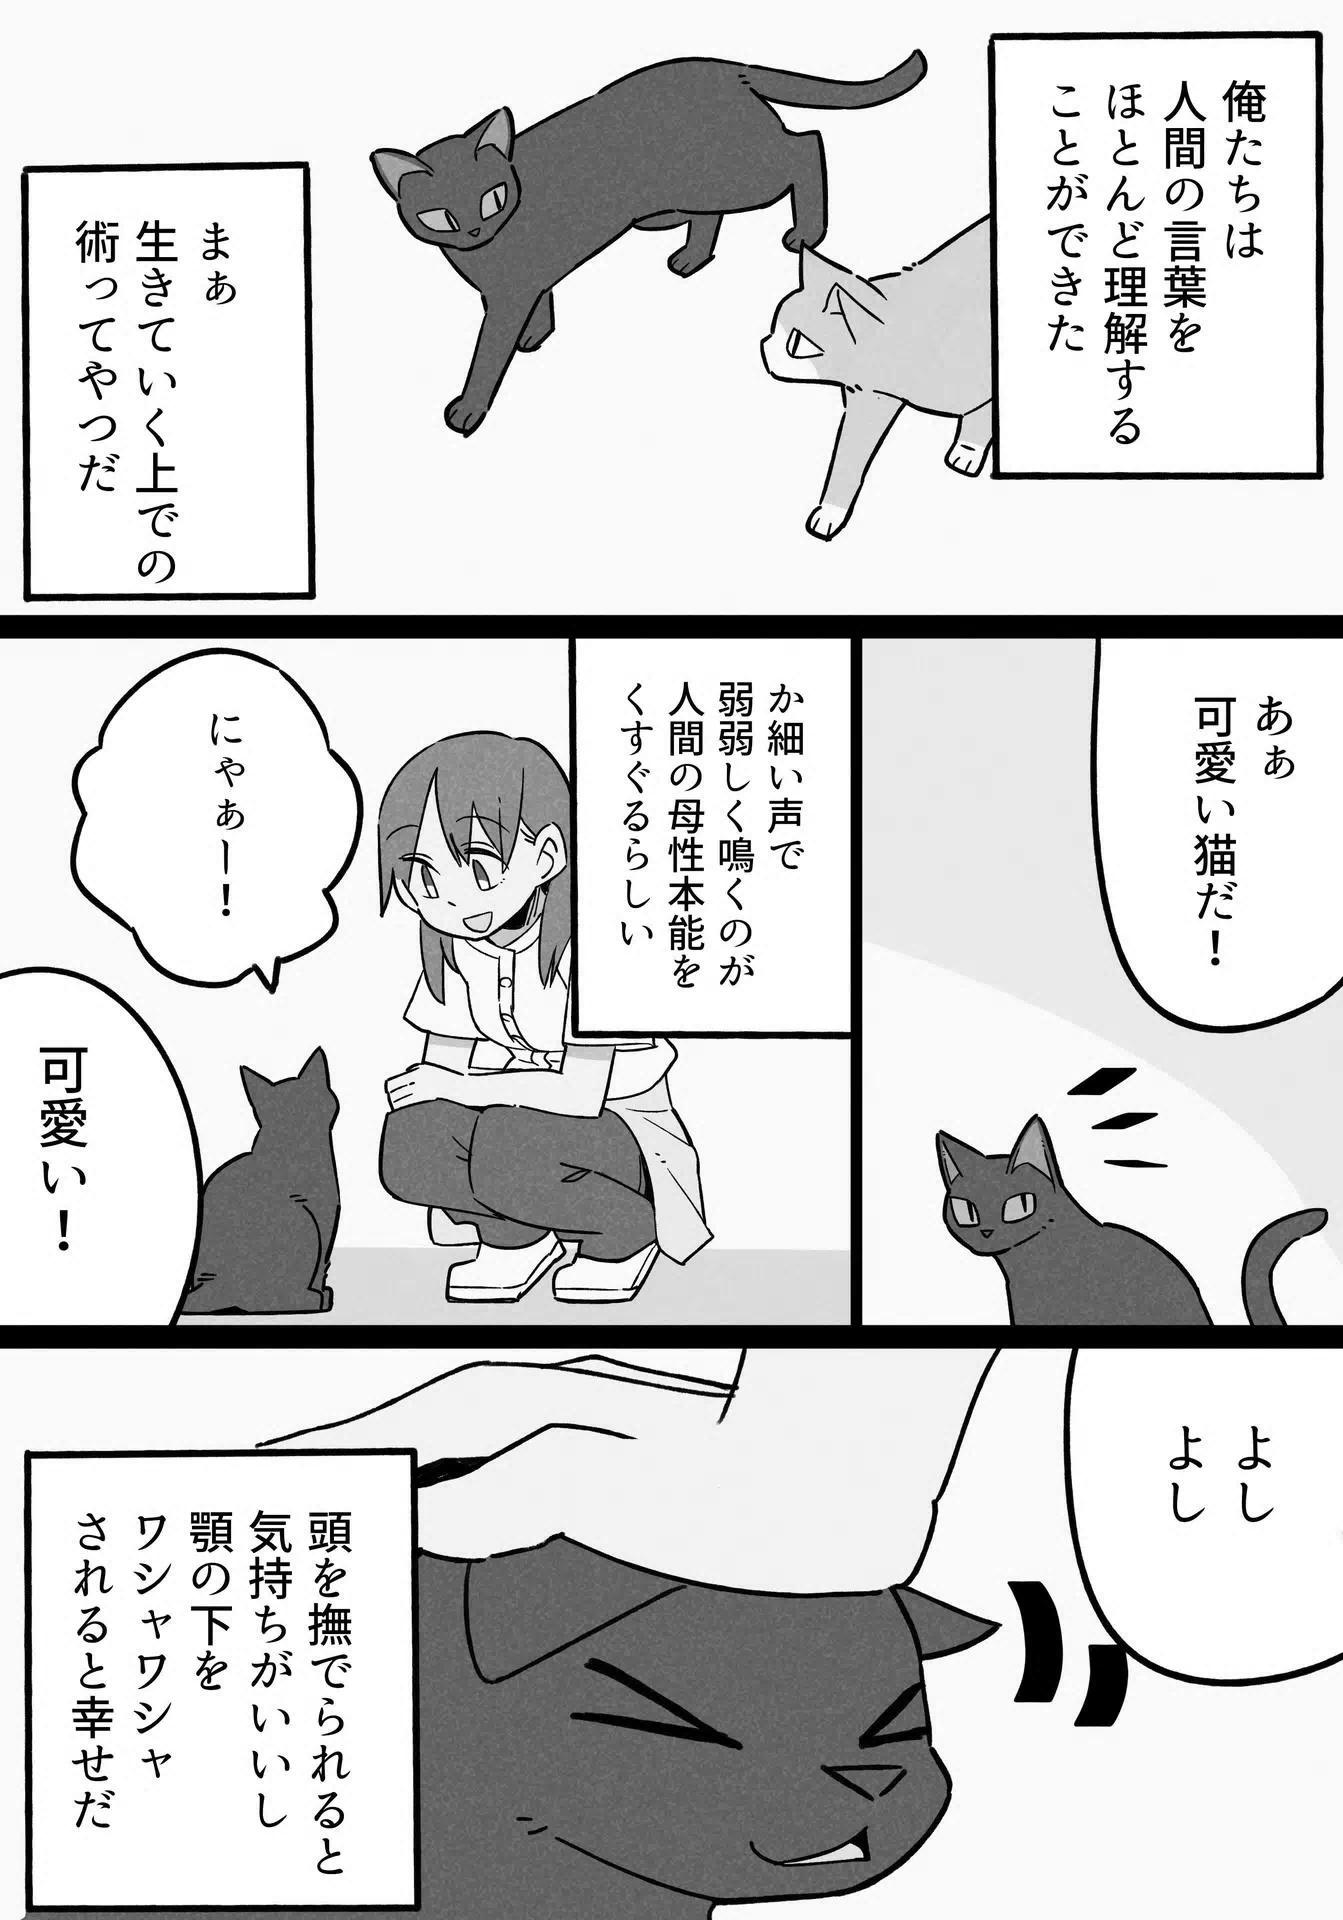 俺たちは
人間の言葉を
ほとんど理解する
ことができた
まぁ
生きていく上での
術ってやつだ
あぁ
可愛い猫だ！
か細い声で
弱弱しく鳴くのが
人間の母性本能を
くすぐるらしい
にゃぁー！
可愛い！
よし
よし
頭を撫でられると
気持ちがいいし
顎の下を
ワシャワシャ
されると幸せだ